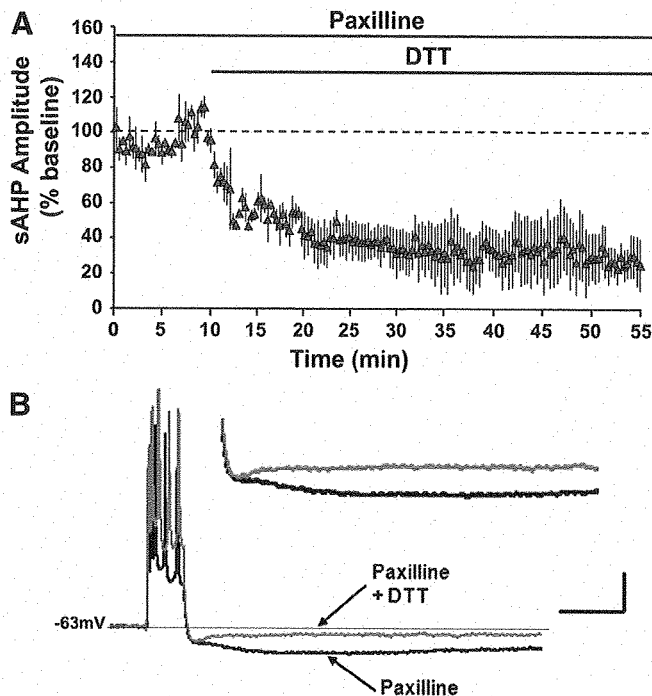 A
Paxilline
DTT
160
140
120
100
80
60
40
20
0
sAHP Amplitude
(% baseline)
0 5 10 15 20 25 30 35 40 45 50 55
Time (min)
B
Paxilline
+ DTT
-63mV
Paxilline